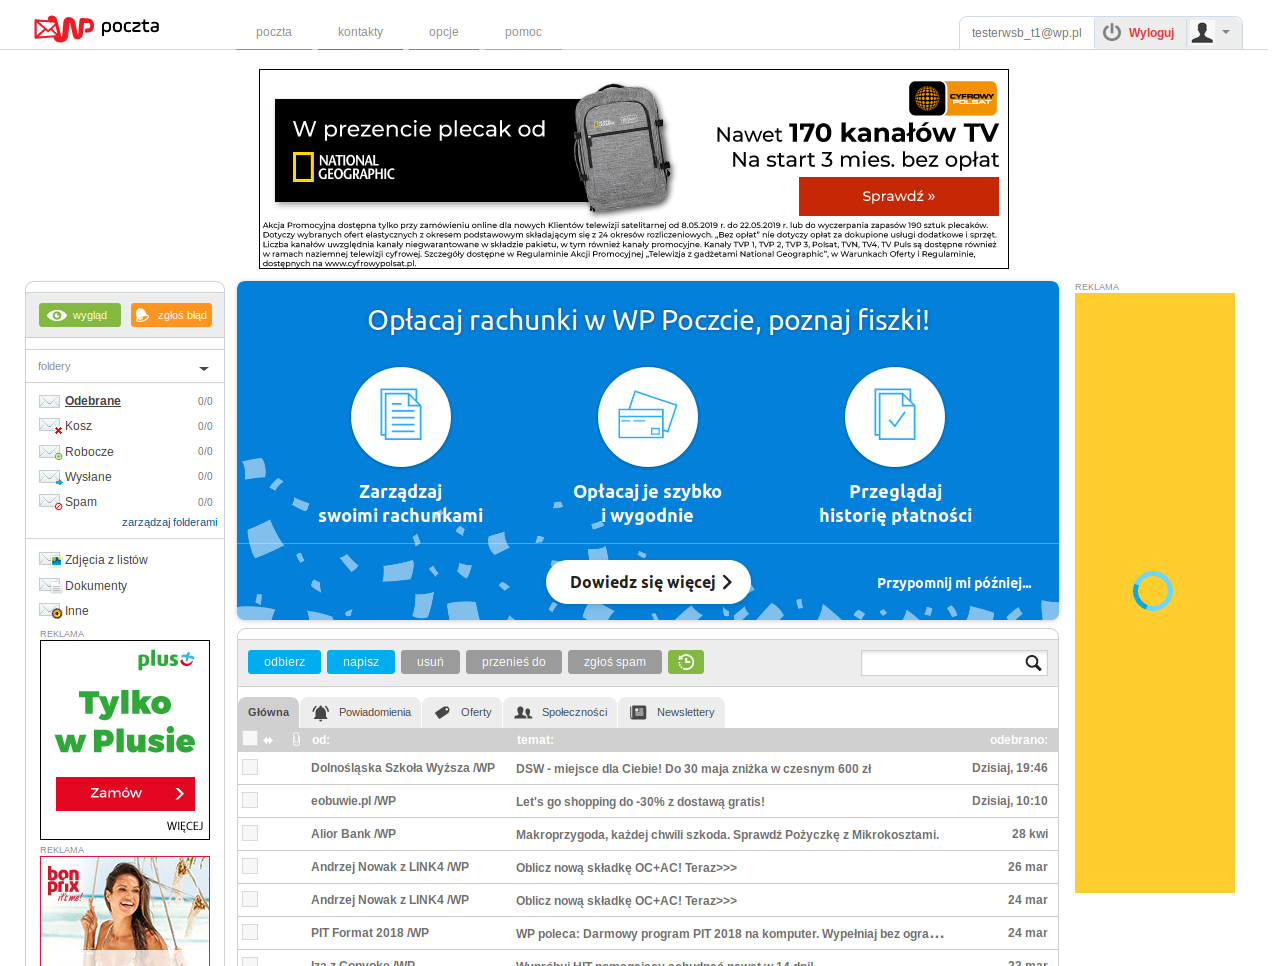 WP poczta
poczta
kontakty
opcje
pomoc
testerwsb_t1@wp.pl
Wyloguj
W prezencie plecak od
NATIONAL
GEOGRAPHIC
CYFROWY
POLSAT
Nawet 170 kanałów TV
Na start 3 mies. bez opłat
Sprawdź »
Akcja Promocyjna dostępna tylko przy zamówieniu online dla nowych Klientów telewizji satelitarnej od 8.05.2019 r. do 22.05.2019 r. lub do wyczerpania zapasów 190 sztuk plecaków.
Dotyczy wybranych ofert elastycznych z okresem podstawowym składającym się z 24 okresów rozliczeniowych. „Bez opłat” nie dotyczy opłat za dokupione usługi dodatkowe i sprzęt.
Liczba kanałów uwzględnia kanały niegwarantowane w składzie pakietu, w tym również kanały promocyjne. Kanały TVP 1, TVP 2, TVP 3, Polsat, TVN, TV4, TV Puls są dostępne również
w ramach naziemnej telewizji cyfrowej. Szczegóły dostępne w Regulaminie Akcji Promocyjnej „Telewizja z gadżetami National Geographic”, w Warunkach Oferty i Regulaminie,
dostępnych na www.cyfrowypolsat.pl.
wygląd
zgłoś błąd
foldery
Odebrane 0/0
Kosz 0/0
Robocze 0/0
Wysłane 0/0
Spam 0/0
zarządzaj folderami
Zdjęcia z listów
Dokumenty
Inne
REKLAMA
plus
Tylko
w Plusie
Zamów
WIĘCEJ
REKLAMA
bon
prix
it's me!
Opłacaj rachunki w WP Poczcie, poznaj fiszki!
Zarządzaj
swoimi rachunkami
Opłacaj je szybko
i wygodnie
Przeglądaj
historię płatności
Dowiedz się więcej
Przypomnij mi później...
REKLAMA
odbierz
napisz
usuń
przenieś do
zgłoś spam
Główna
Powiadomienia
Oferty
Społeczności
Newslettery
od: temat: odebrano:
Dolnośląska Szkoła Wyższa /WP DSW - miejsce dla Ciebie! Do 30 maja zniżka w czesnym 600 zł Dzisiaj, 19:46
eobuwie.pl /WP Let's go shopping do -30% z dostawą gratis! Dzisiaj, 10:10
Alior Bank /WP Makroprzygoda, każdej chwili szkoda. Sprawdź Pożyczkę z Mikrokosztami. 28 kwi
Andrzej Nowak z LINK4 /WP Oblicz nową składkę OC+AC! Teraz>>> 26 mar
Andrzej Nowak z LINK4 /WP Oblicz nową składkę OC+AC! Teraz>>> 24 mar
PIT Format 2018 /WP WP poleca: Darmowy program PIT 2018 na komputer. Wypełniaj bez ogra... 24 mar
Iza z Convoke /WP Wypróbuj HIT pomagający schudnąć nawet w 14 dni! 23 mar